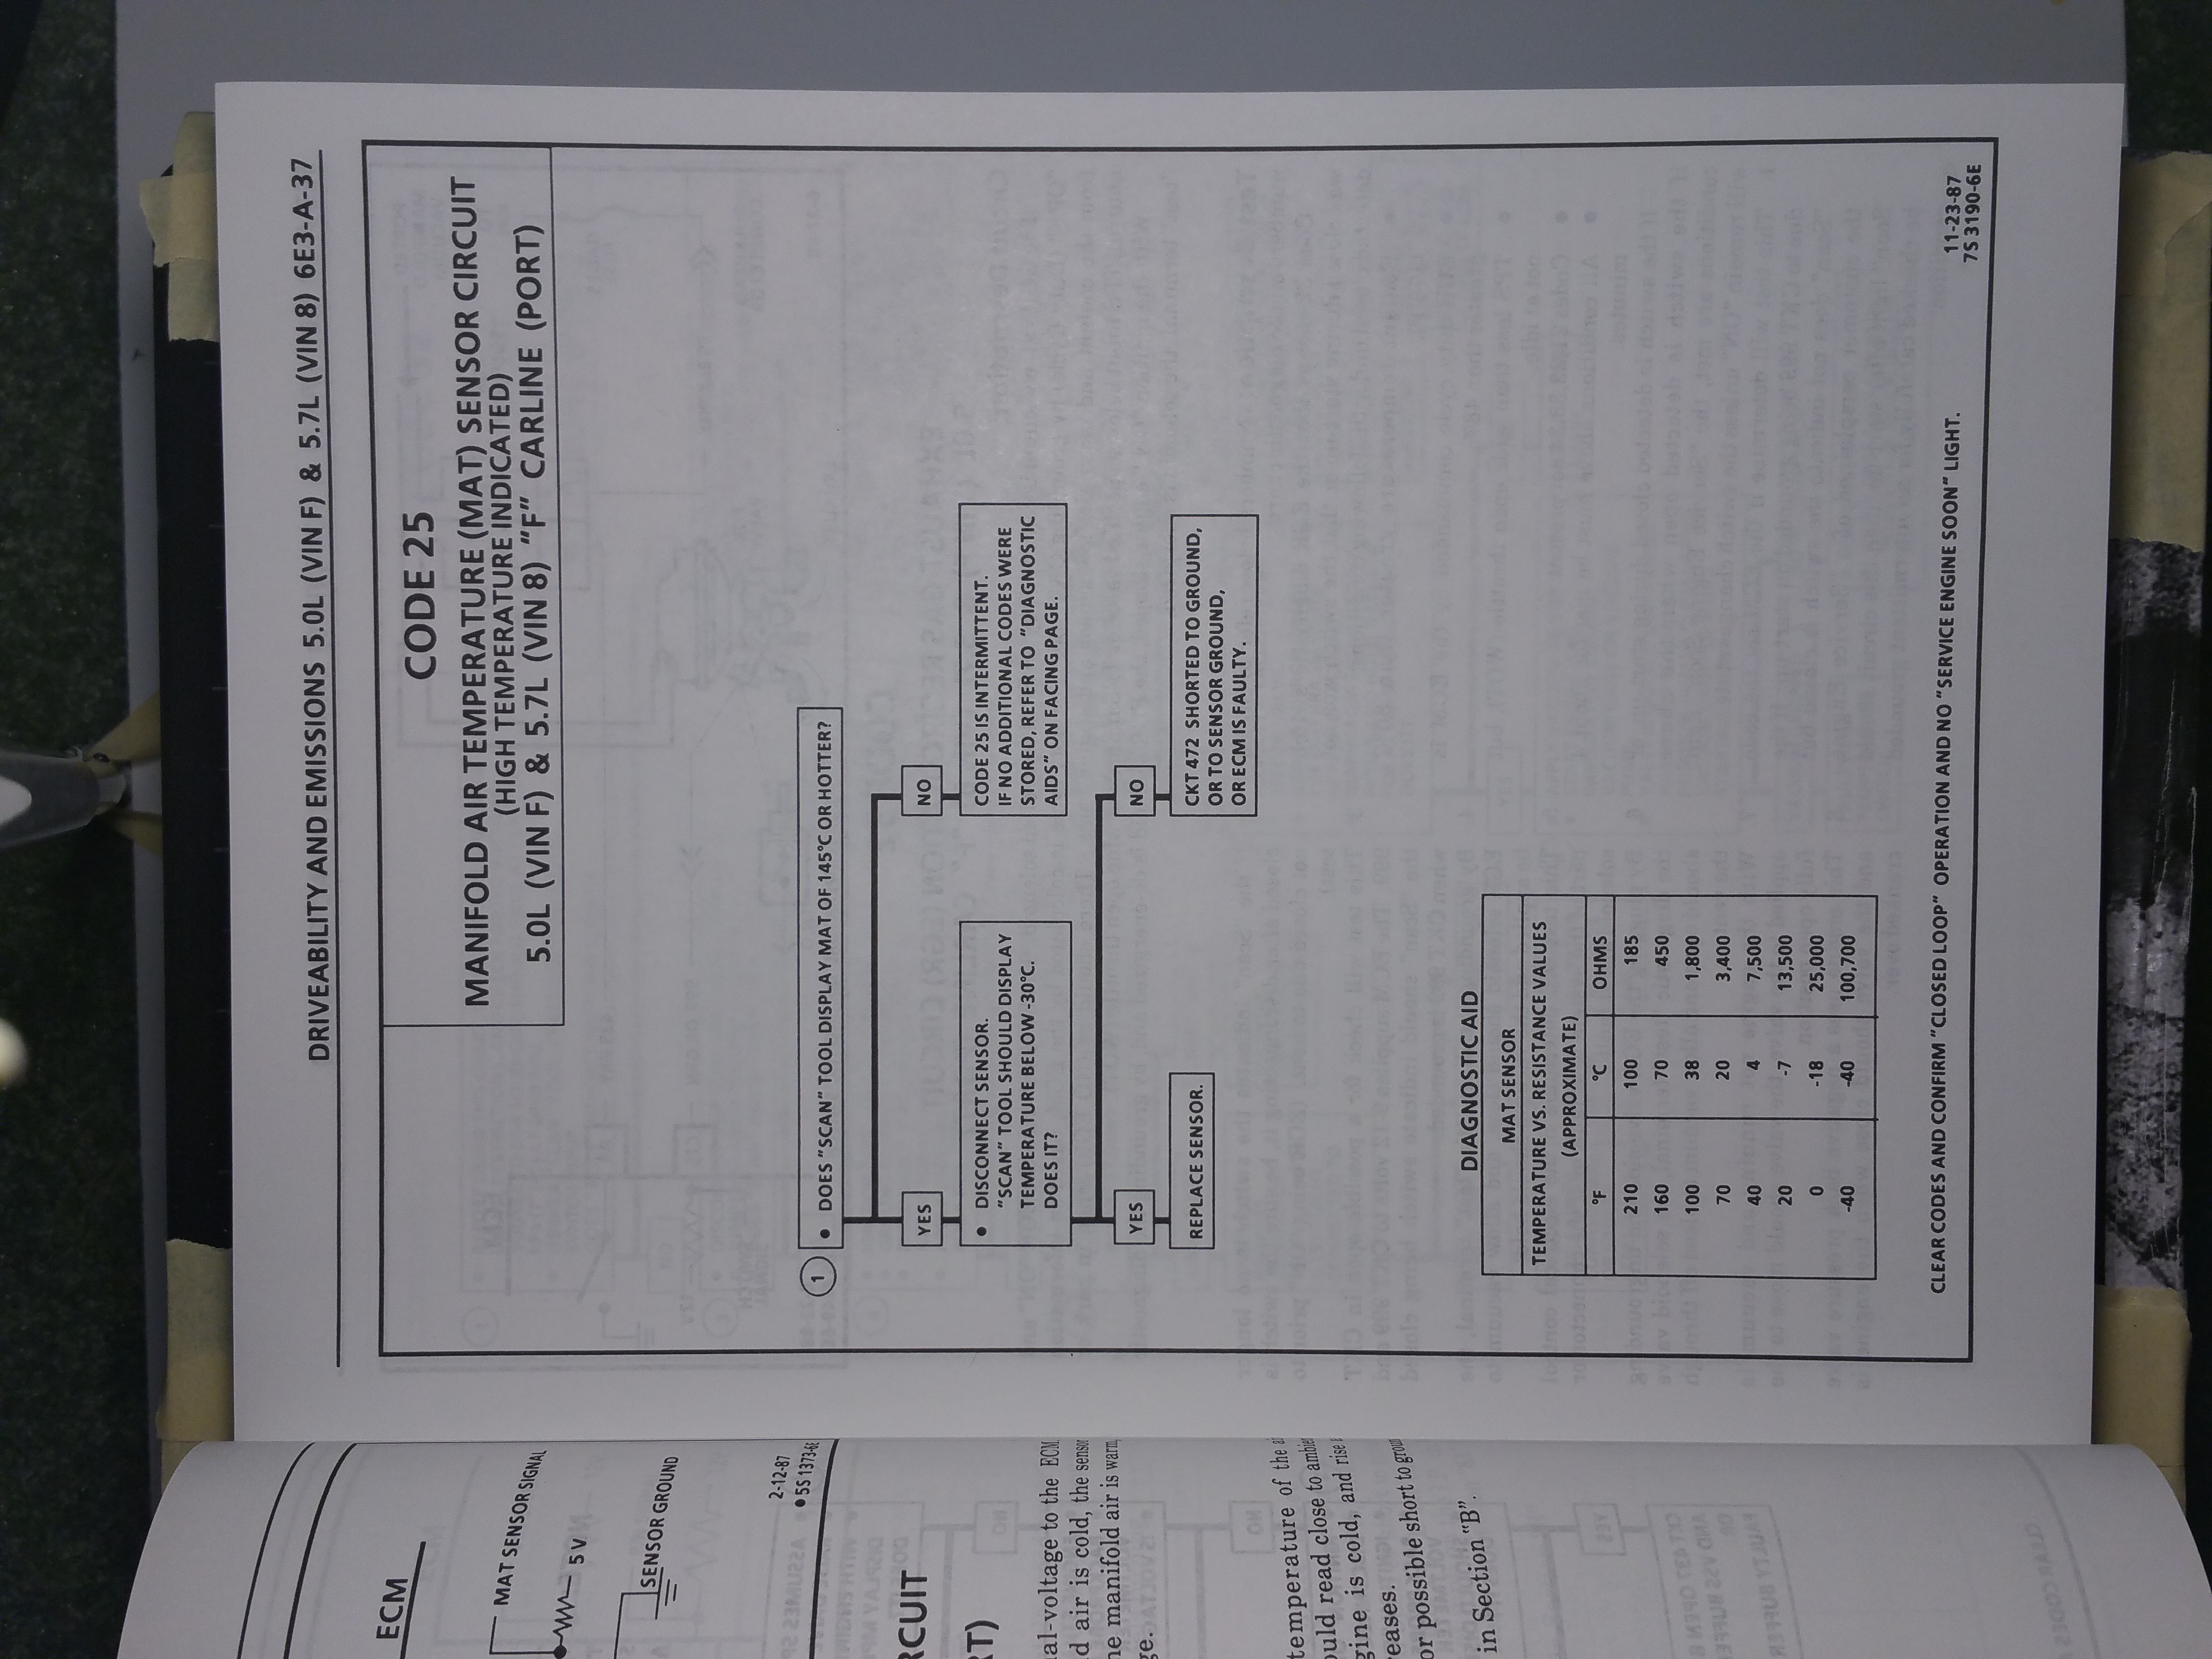 DRIVEABILITY AND EMISSIONS 5.0L (VIN F) & 5.7L (VIN 8) 6E3-A-37
CODE 25
MANIFOLD AIR TEMPERATURE (MAT) SENSOR CIRCUIT
(HIGH TEMPERATURE INDICATED)
5.0L (VIN F) & 5.7L (VIN 8) "F" CARLINE (PORT)
1
• DOES "SCAN" TOOL DISPLAY MAT OF 145°C OR HOTTER?
YES
NO
• DISCONNECT SENSOR.
"SCAN" TOOL SHOULD DISPLAY
TEMPERATURE BELOW -30°C.
DOES IT?
CODE 25 IS INTERMITTENT.
IF NO ADDITIONAL CODES WERE
STORED, REFER TO "DIAGNOSTIC
AIDS" ON FACING PAGE.
YES
NO
REPLACE SENSOR.
CKT 472 SHORTED TO GROUND,
OR TO SENSOR GROUND,
OR ECM IS FAULTY.
DIAGNOSTIC AID
MAT SENSOR
TEMPERATURE VS. RESISTANCE VALUES
(APPROXIMATE)
°F °C OHMS
210 100 185
160 70 450
100 38 1,800
70 20 3,400
40 4 7,500
20 -7 13,500
0 -18 25,000
-40 -40 100,700
CLEAR CODES AND CONFIRM "CLOSED LOOP" OPERATION AND NO "SERVICE ENGINE SOON" LIGHT.
11-23-87
7S 3190-6E
ECM
MAT SENSOR SIGNAL
5 V
SENSOR GROUND
2-12-87
• 5S 1373-6E
RCUIT
RT)
al-voltage to the ECM
d air is cold, the sensor
he manifold air is warm,
ge.
temperature of the
ould read close to
gine is cold, and rise
eases.
or possible short to
in Section "B".